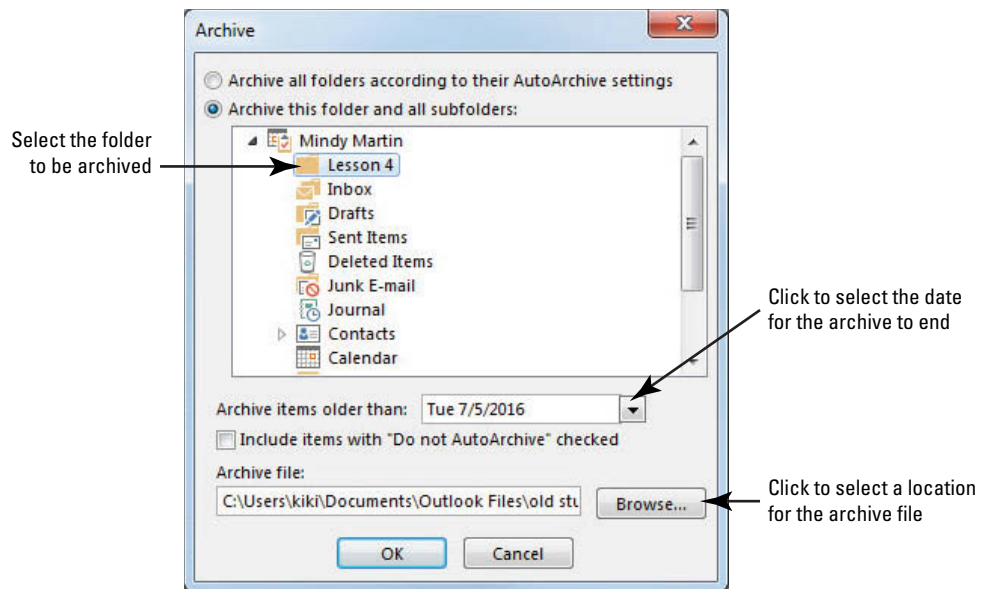 Archive
Archive all folders according to their AutoArchive settings
Archive this folder and all subfolders:
Select the folder
to be archived
Mindy Martin
Lesson 4
Inbox
Drafts
Sent Items
Deleted Items
Junk E-mail
Journal
Contacts
Calendar
Click to select the date
for the archive to end
Archive items older than: Tue 7/5/2016
Include items with "Do not AutoArchive" checked
Archive file:
C:\Users\kiki\Documents\Outlook Files\old stu
Browse...
Click to select a location
for the archive file
OK Cancel